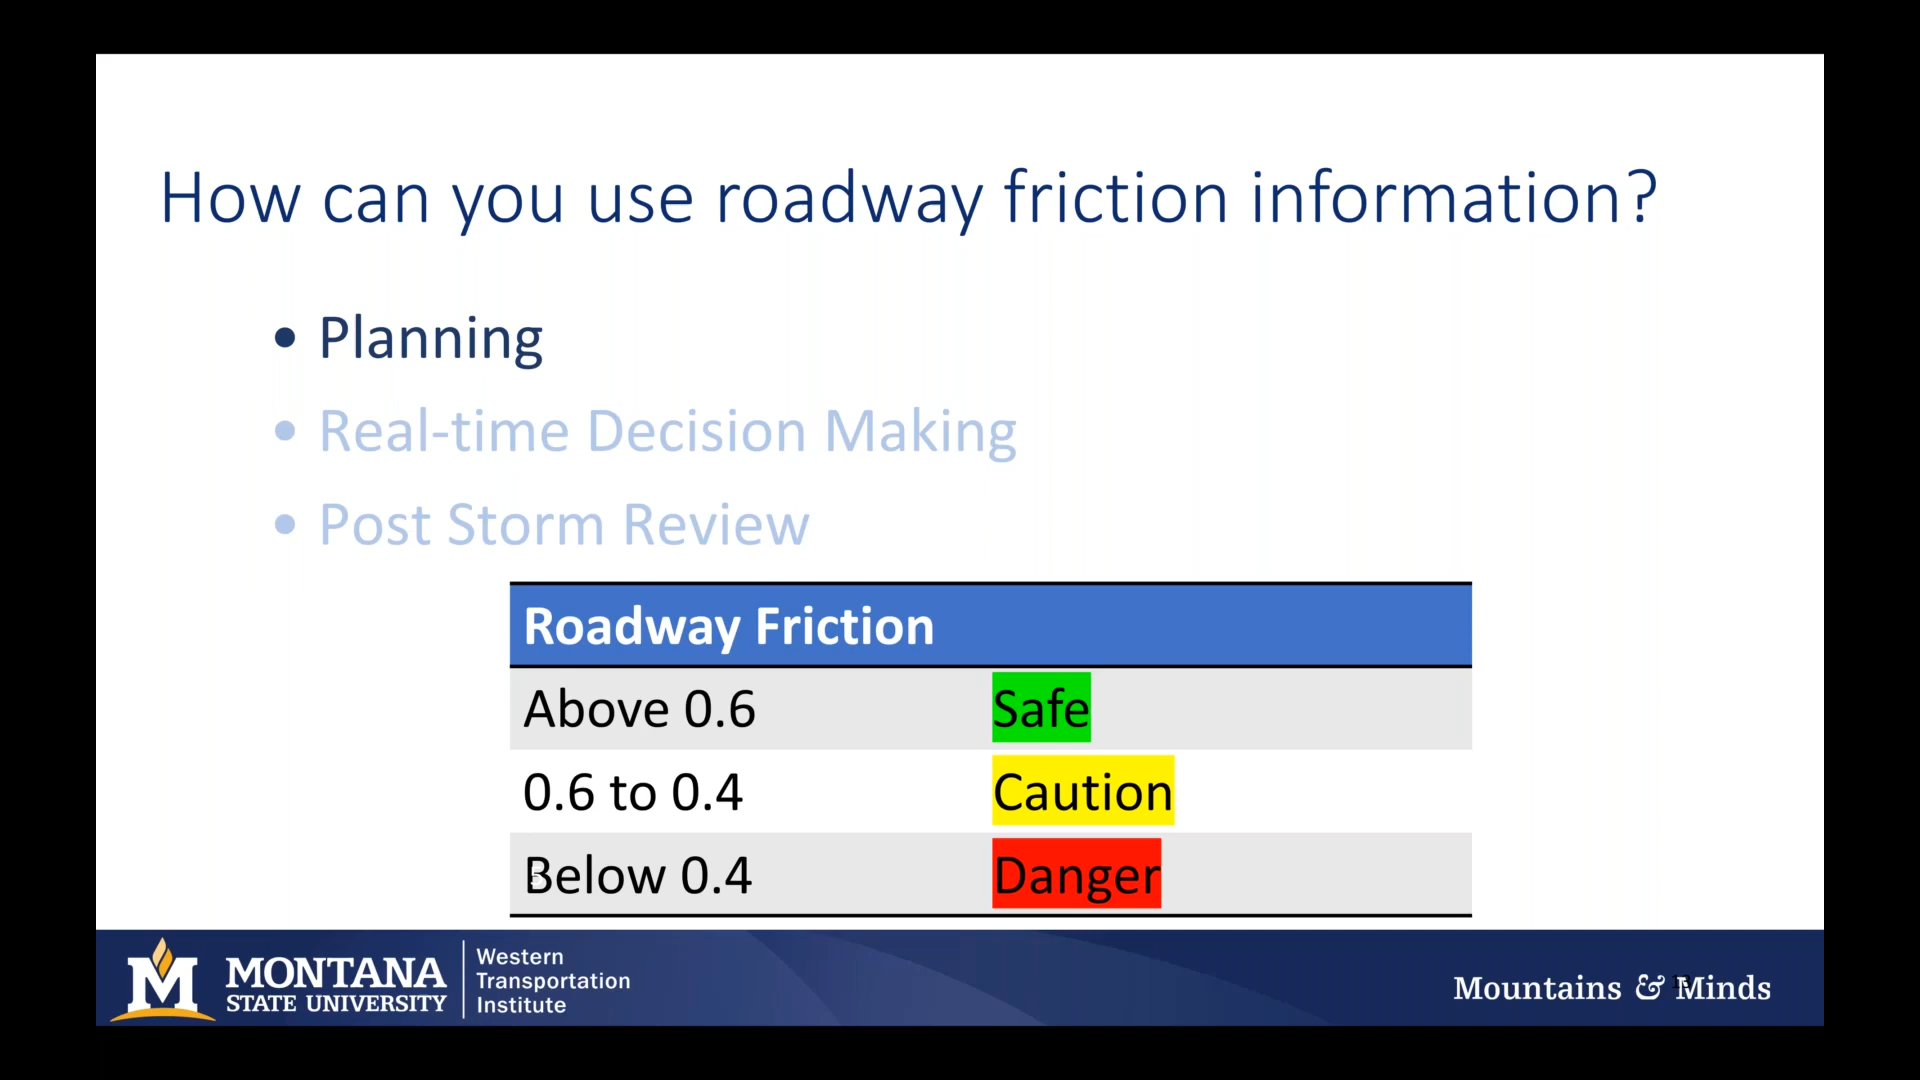 How can you use roadway friction information?
• Planning
• Real-time Decision Making
• Post Storm Review
Roadway Friction
Above 0.6 Safe
0.6 to 0.4 Caution
Below 0.4 Danger
M MONTANA STATE UNIVERSITY
Western Transportation Institute
Mountains & Minds